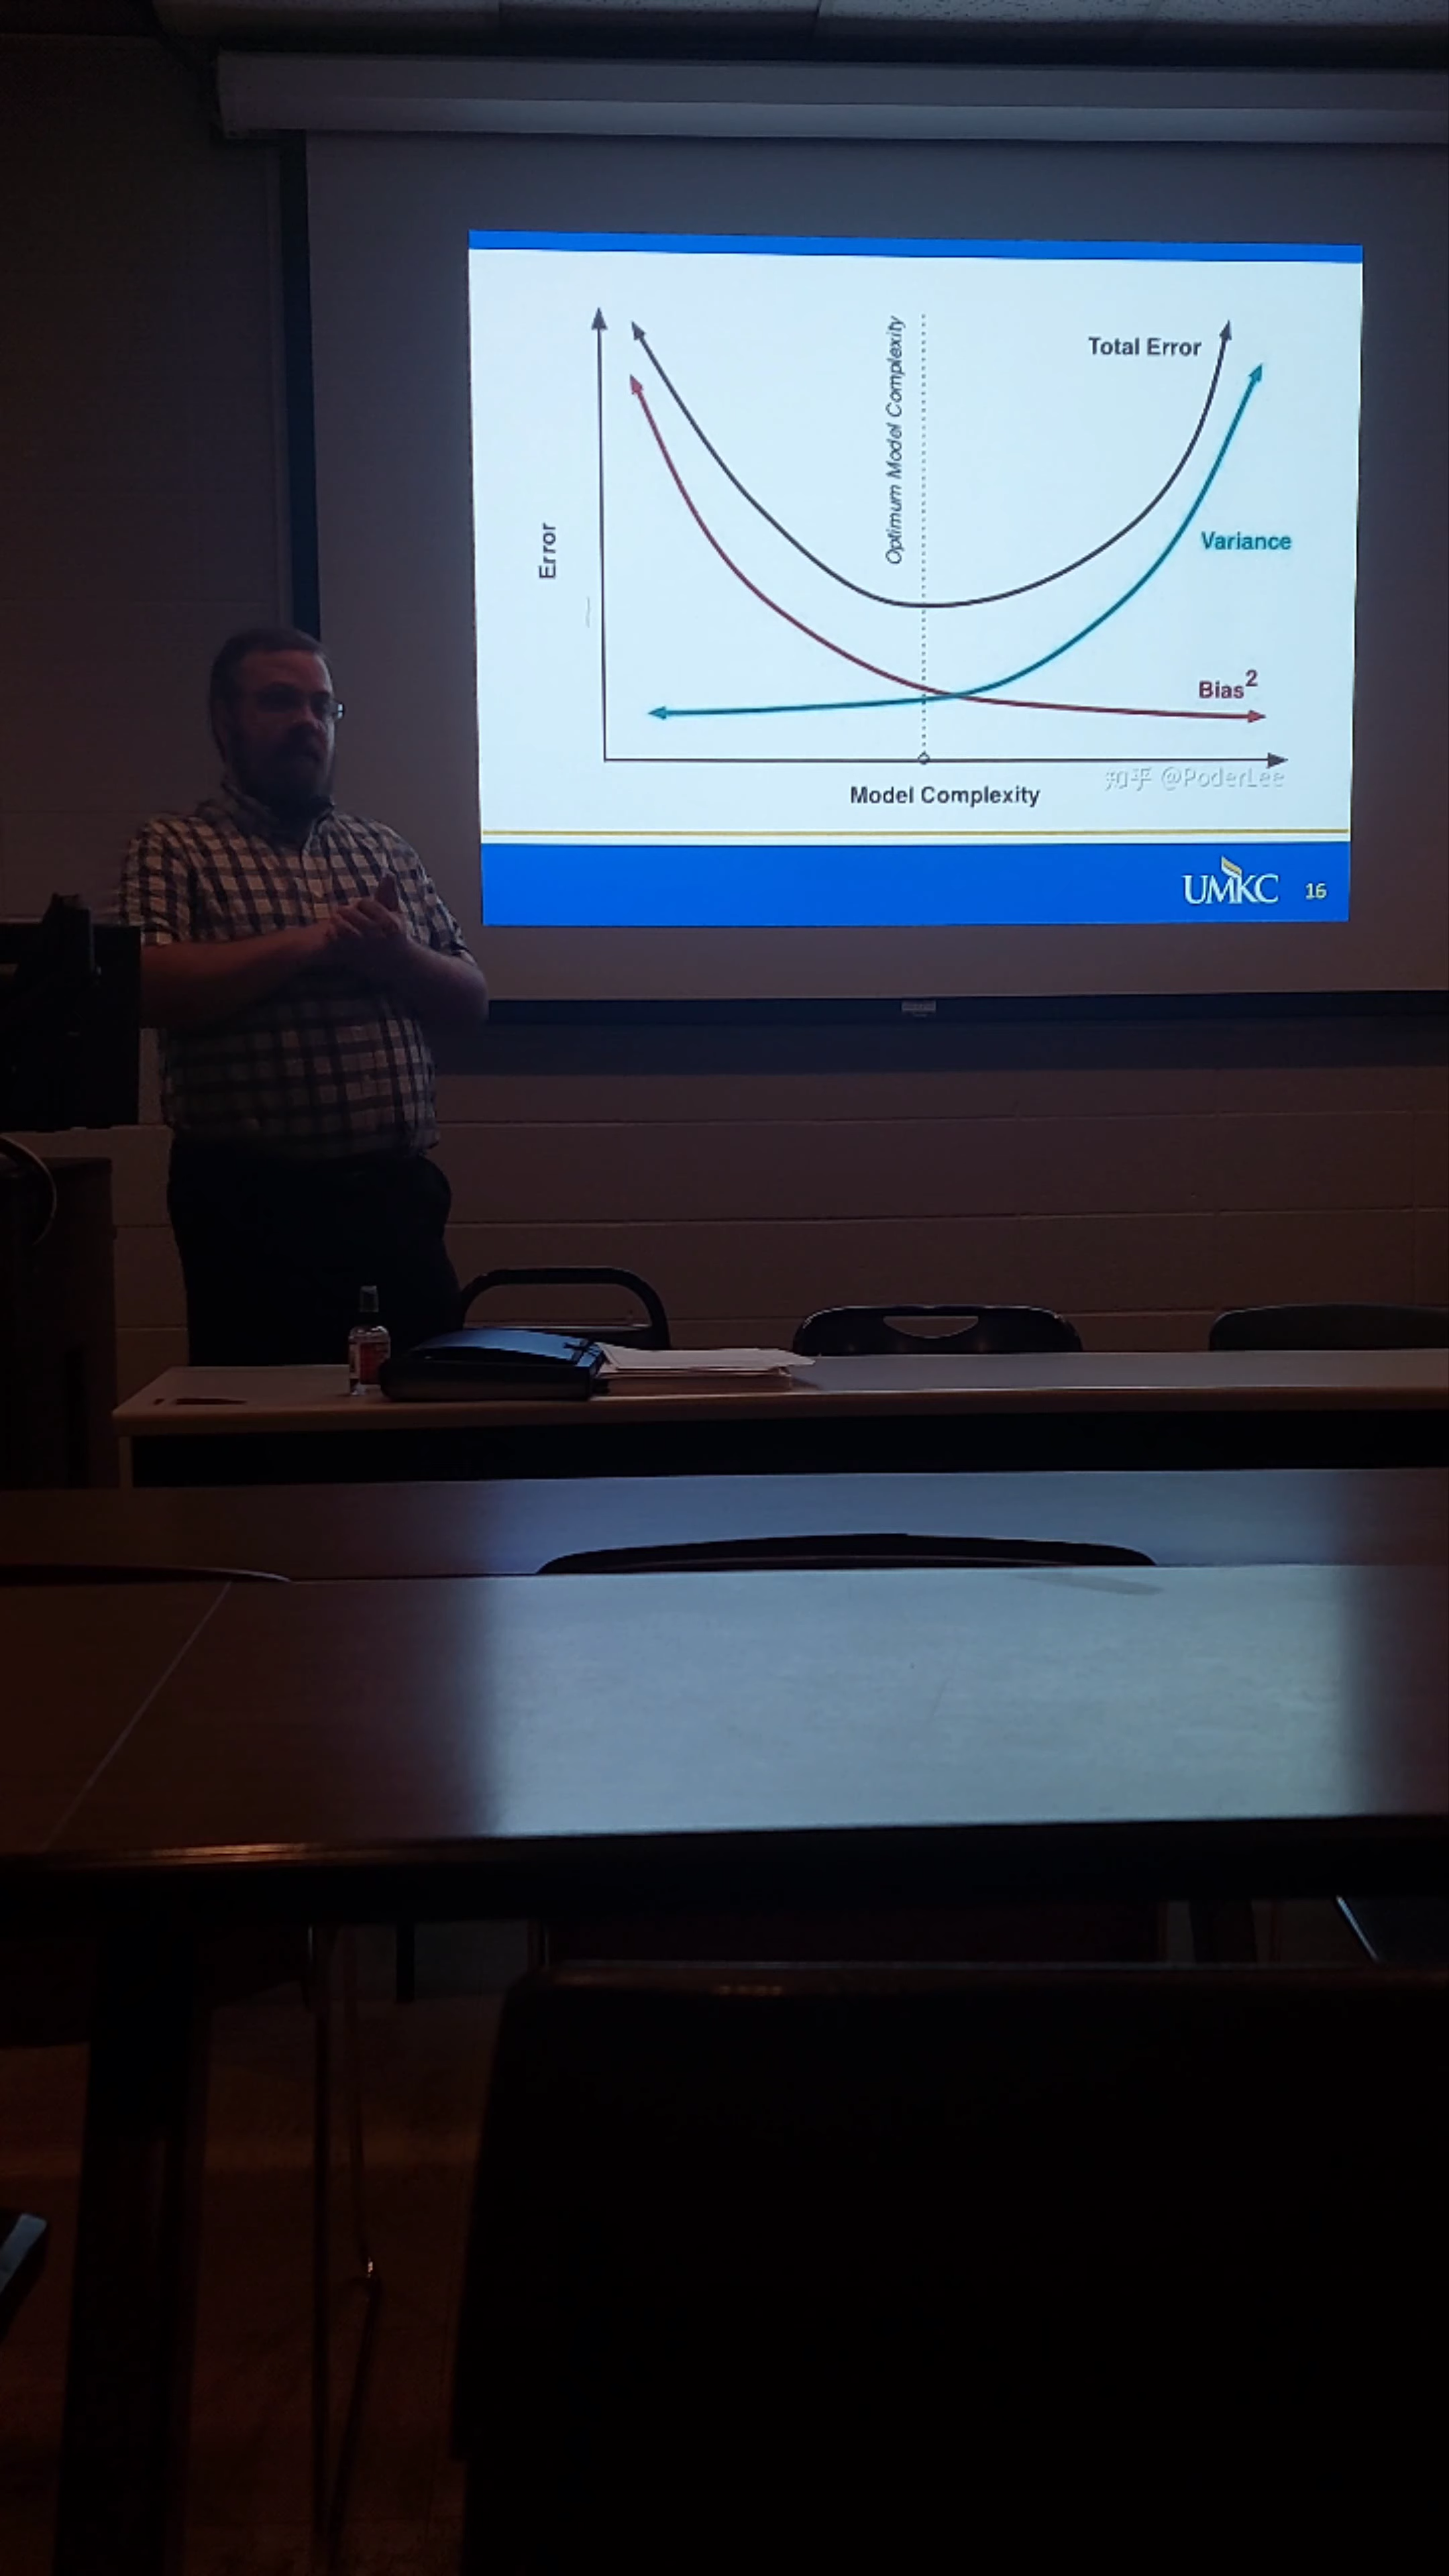 Optimum Model Complexity
Total Error
Error
Variance
Bias²
Model Complexity
知乎 @PoderLee
UMKC 16